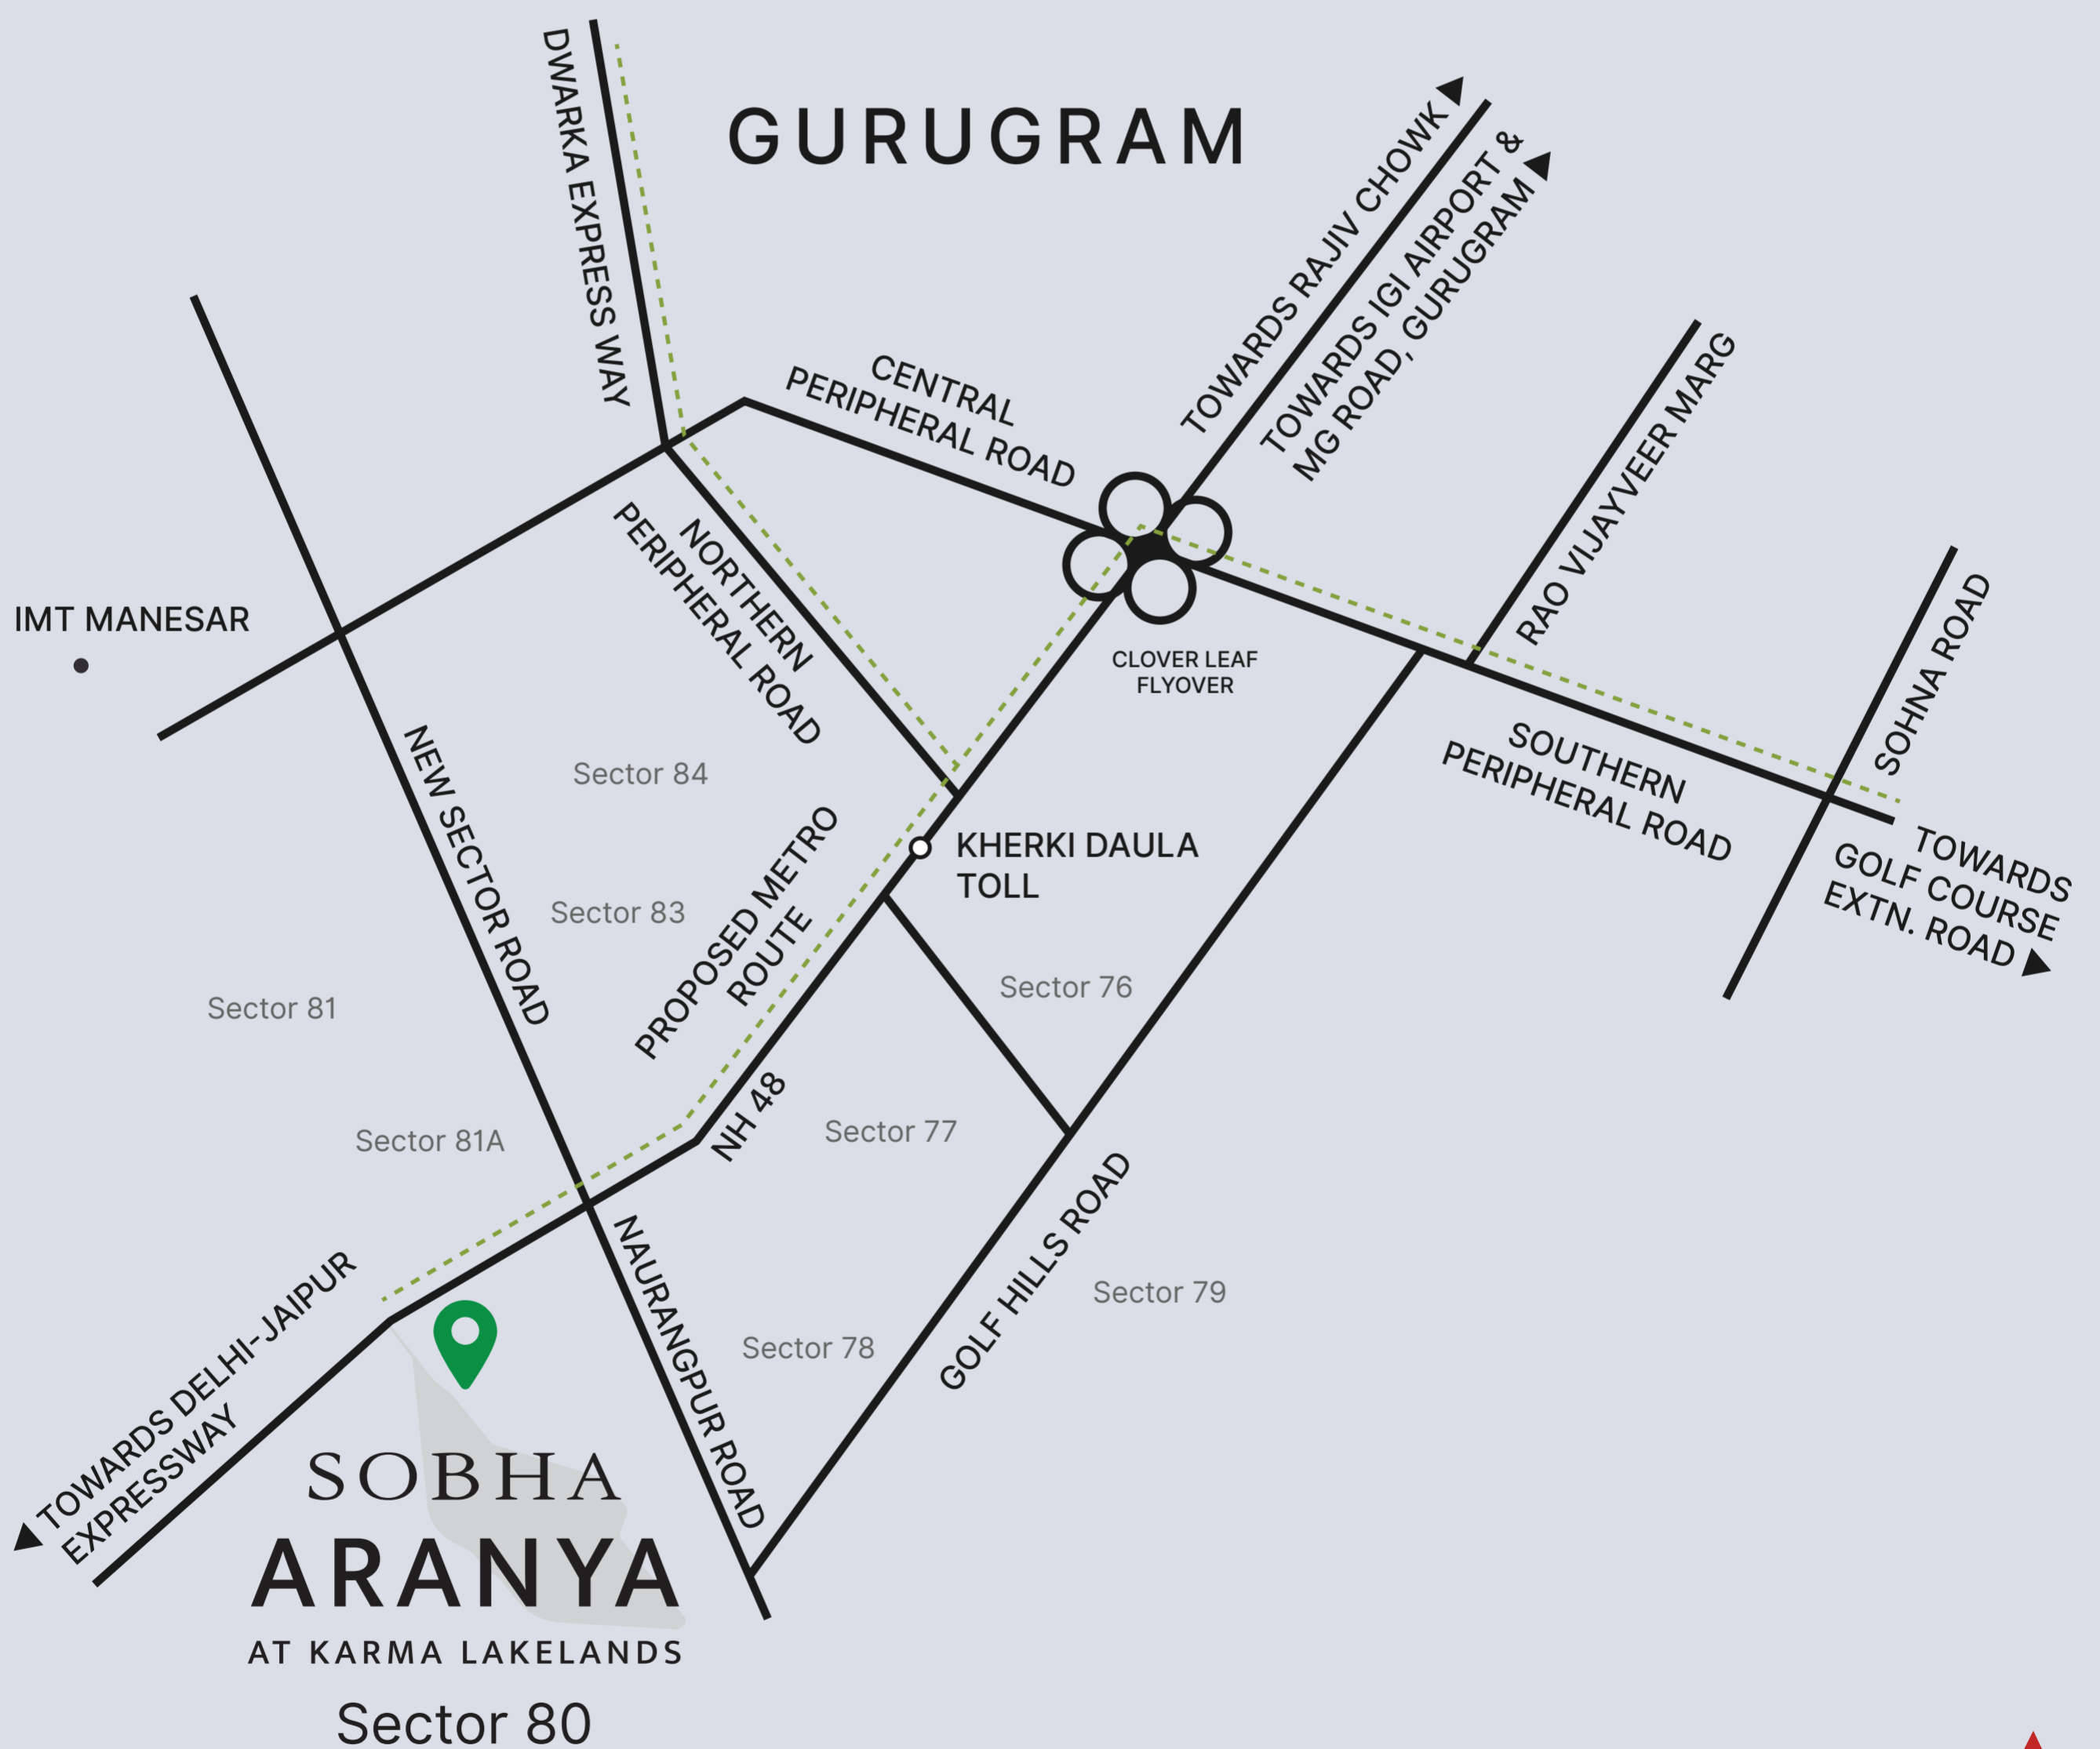 DWARKA EXPRESS WAY
GURUGRAM
TOWARDS RAJIV CHOWK
TOWARDS IGI AIRPORT &
MG ROAD, GURUGRAM
CENTRAL
PERIPHERAL ROAD
RAO VIJAYVEER MARG
NORTHERN
PERIPHERAL ROAD
IMT MANESAR
CLOVER LEAF
FLYOVER
SOHNA ROAD
SOUTHERN
PERIPHERAL ROAD
TOWARDS
GOLF COURSE
EXTN. ROAD
NEW SECTOR ROAD
Sector 84
KHERKI DAULA
TOLL
PROPOSED METRO
ROUTE
Sector 83
Sector 76
Sector 81
NH 48
Sector 77
Sector 81A
GOLF HILLS ROAD
NAURANGPUR ROAD
Sector 79
Sector 78
TOWARDS DELHI-JAIPUR
EXPRESSWAY
SOBHA
ARANYA
AT KARMA LAKELANDS
Sector 80